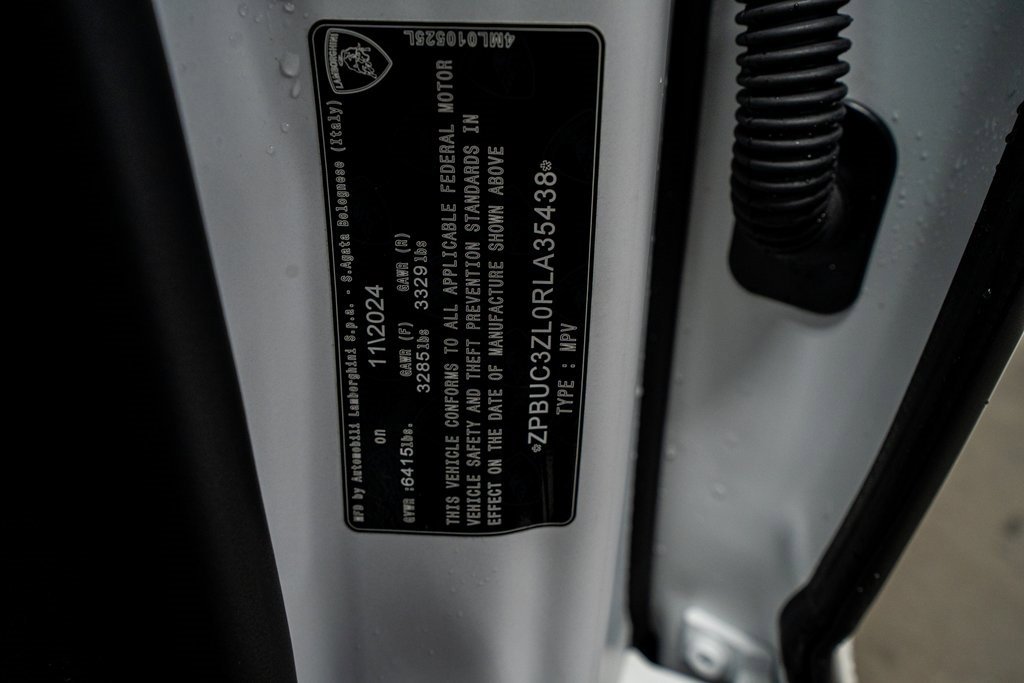 LAMBORGHINI
4ML010525L
MFD by Automobili Lamborghini S.p.a. - S.Agata Bolognese (Italy)
on 11\2024
GVWR :6415lbs. GAWR (F) GAWR (R)
3285lbs 3329lbs
THIS VEHICLE CONFORMS TO ALL APPLICABLE FEDERAL MOTOR
VEHICLE SAFETY AND THEFT PREVENTION STANDARDS IN
EFFECT ON THE DATE OF MANUFACTURE SHOWN ABOVE
*ZPBUC3ZL0RLA35438*
TYPE : MPV